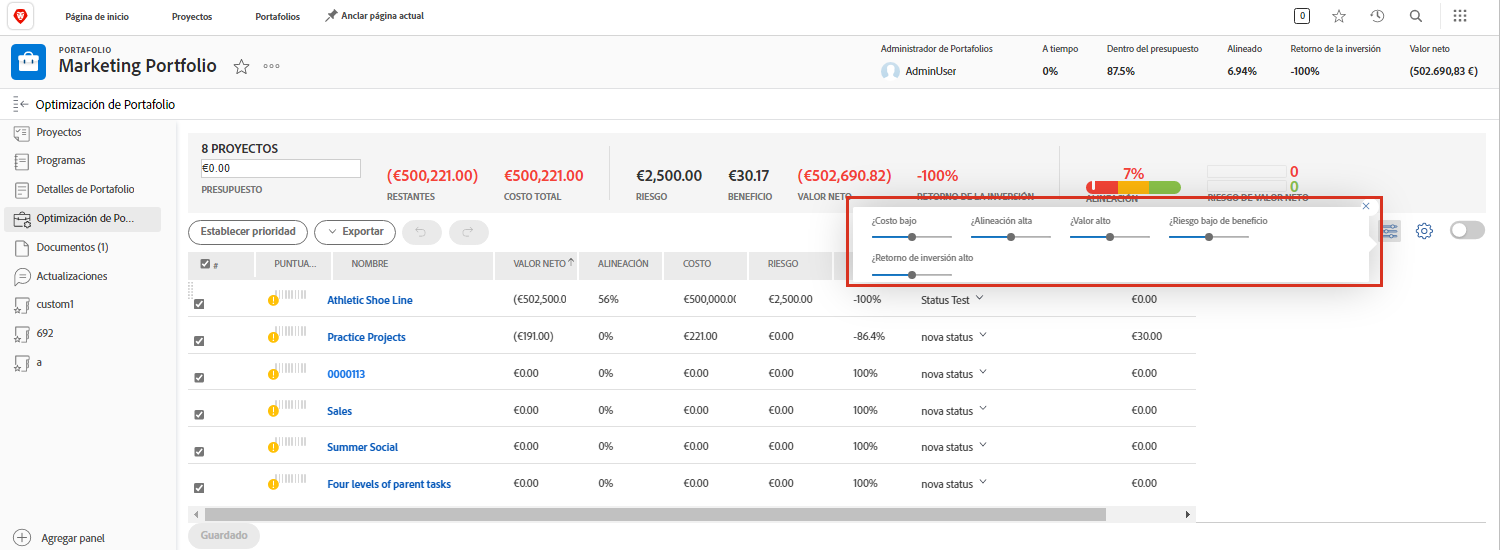 Página de inicio Proyectos Portafolios Anclar página actual 0
PORTAFOLIO
Marketing Portfolio
Administrador de Portafolios A tiempo Dentro del presupuesto Alineado Retorno de la inversión Valor neto
AdminUser 0% 87.5% 6.94% -100% (502.690,83 €)
Optimización de Portafolio
Proyectos
Programas
Detalles de Portafolio
Optimización de Po...
Documentos (1)
Actualizaciones
custom1
692
a
Agregar panel
8 PROYECTOS
€0.00
PRESUPUESTO
(€500,221.00) €500,221.00 €2,500.00 €30.17 (€502,690.82) -100% 7% 0
0
RESTANTES COSTO TOTAL RIESGO BENEFICIO VALOR NETO RETORNO DE LA INVERSIÓN ALINEACIÓN RIESGO DE VALOR NETO
¿Costo bajo ¿Alineación alta ¿Valor alto ¿Riesgo bajo de beneficio
¿Retorno de inversión alto
Establecer prioridad Exportar
# PUNTUA... NOMBRE VALOR NETO ALINEACIÓN COSTO RIESGO
Athletic Shoe Line (€502,500.0 56% €500,000.00 €2,500.00 -100% Status Test €0.00
Practice Projects (€191.00) 0% €221.00 €0.00 -86.4% nova status €30.00
0000113 €0.00 0% €0.00 €0.00 100% nova status €0.00
Sales €0.00 0% €0.00 €0.00 100% nova status €0.00
Summer Social €0.00 0% €0.00 €0.00 100% nova status €0.00
Four levels of parent tasks €0.00 0% €0.00 €0.00 100% nova status €0.00
Guardado